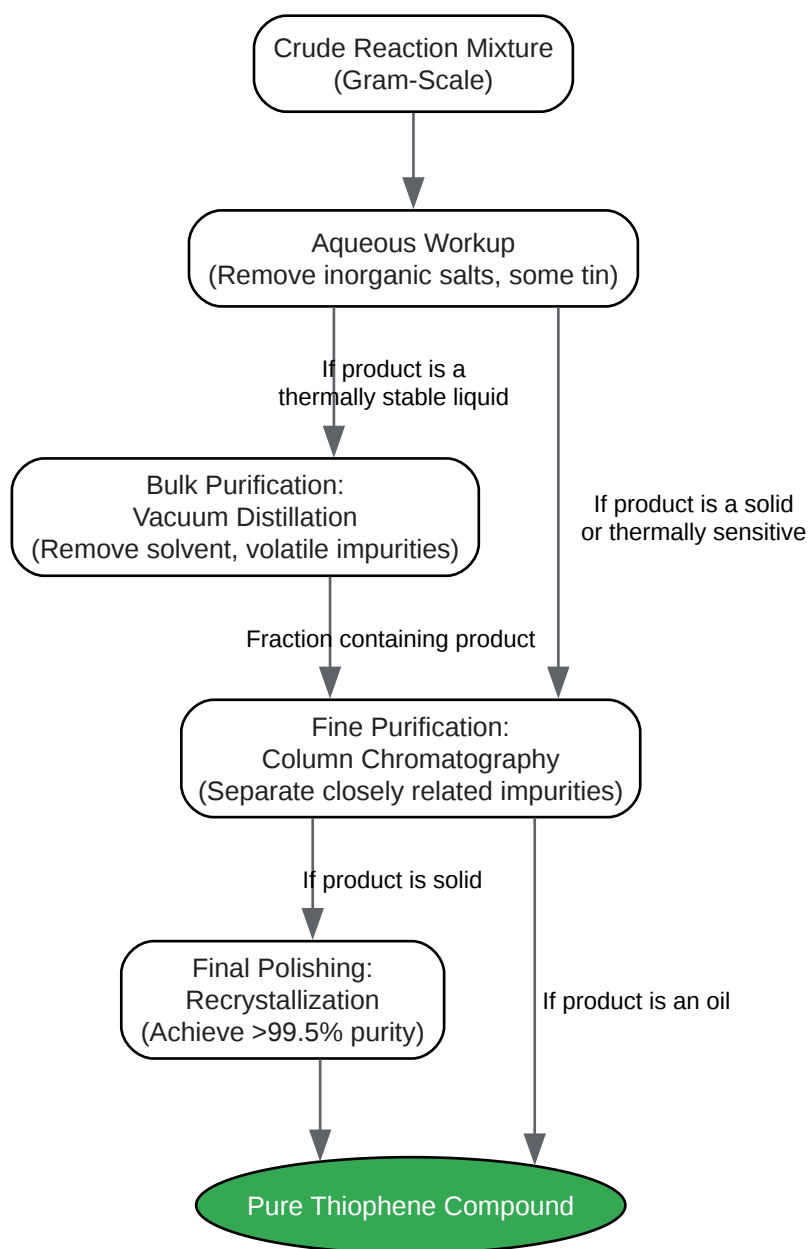 Crude Reaction Mixture
(Gram-Scale)
Aqueous Workup
(Remove inorganic salts, some tin)
If product is a
thermally stable liquid
Bulk Purification:
Vacuum Distillation
(Remove solvent, volatile impurities)
If product is a solid
or thermally sensitive
Fraction containing product
Fine Purification:
Column Chromatography
(Separate closely related impurities)
If product is solid
Final Polishing:
Recrystallization
(Achieve >99.5% purity)
If product is an oil
Pure Thiophene Compound